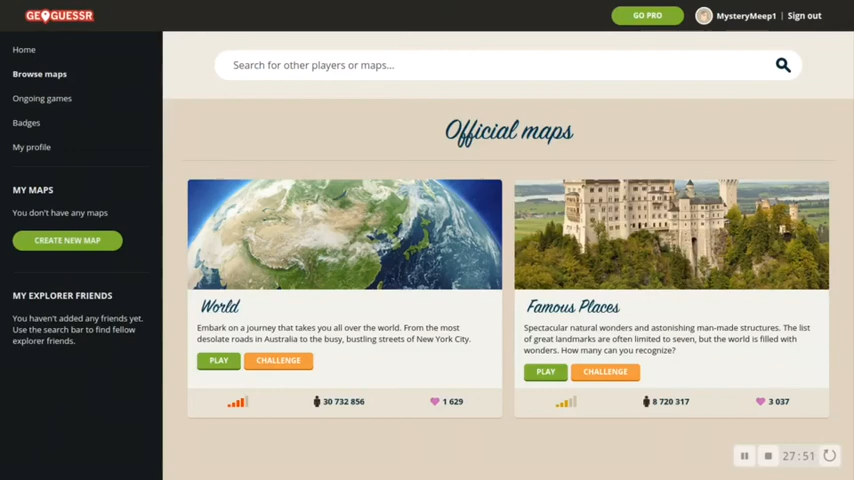 GEOGUESSR
GO PRO
MysteryMeep1 | Sign out
Home
Browse maps
Ongoing games
Badges
My profile
MY MAPS
You don't have any maps
CREATE NEW MAP
MY EXPLORER FRIENDS
You haven't added any friends yet.
Use the search bar to find fellow
explorer friends.
Search for other players or maps...
Official maps
World
Embark on a journey that takes you all over the world. From the most
desolate roads in Australia to the busy, bustling streets of New York City.
PLAY CHALLENGE
30 732 856 1 629
Famous Places
Spectacular natural wonders and astonishing man-made structures. The list
of great landmarks are often limited to seven, but the world is filled with
wonders. How many can you recognize?
PLAY CHALLENGE
8 720 317 3 037
27:51